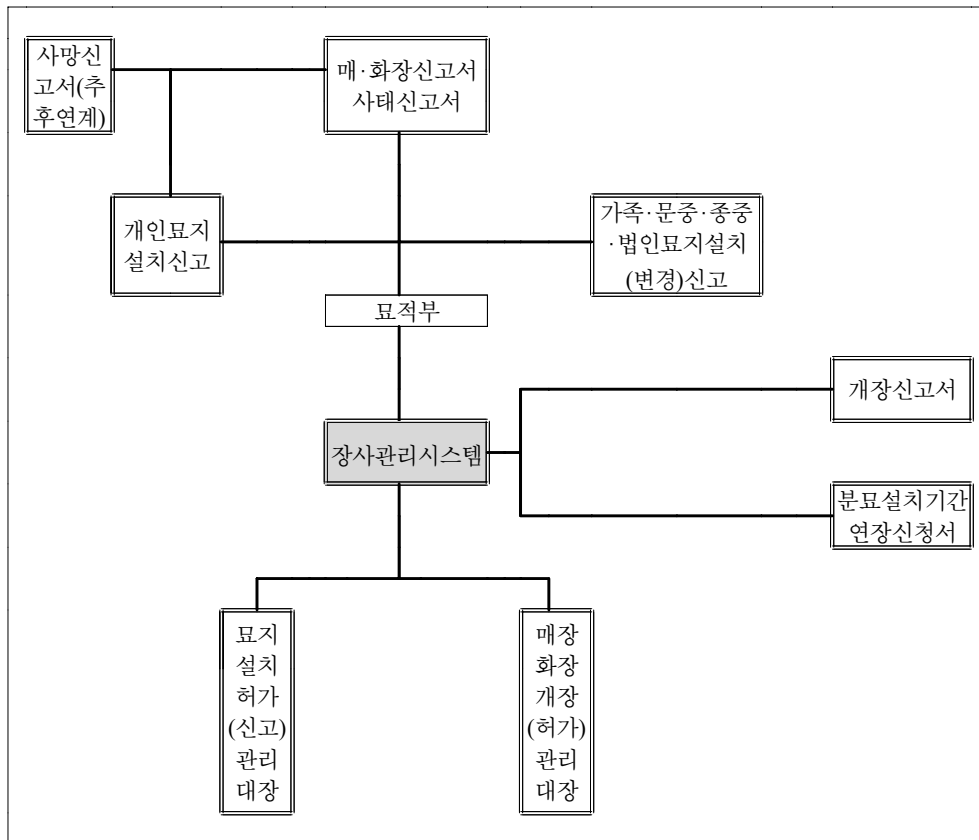 사망신
고서(추
후연계)
매·화장신고서
사태신고서
개인묘지
설치신고
가족·문중·종중
·법인묘지설치
(변경)신고
묘적부
개장신고서
장사관리시스템
분묘설치기간
연장신청서
묘지
설치
허가
(신고)
관리
대장
매장
화장
개장
(허가)
관리
대장